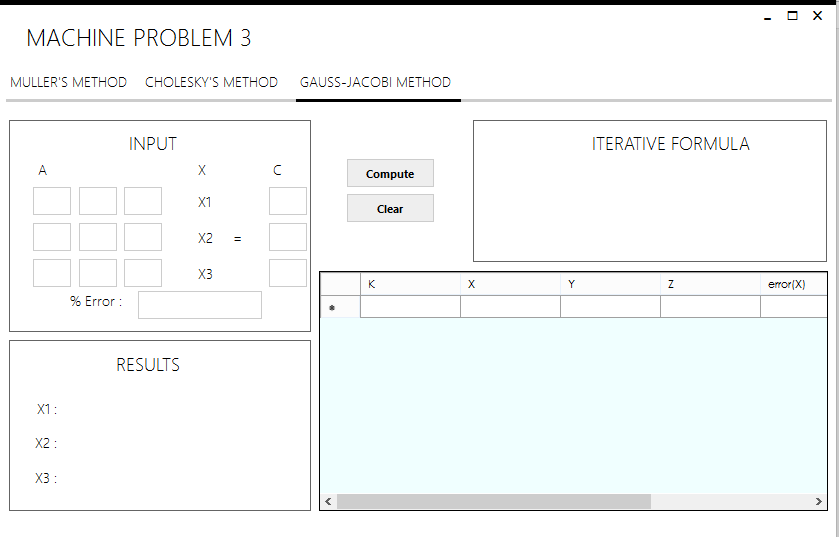 MACHINE PROBLEM 3
MULLER'S METHOD CHOLESKY'S METHOD GAUSS-JACOBI METHOD
INPUT
A X C
X1
X2 =
X3
% Error :
Compute
Clear
ITERATIVE FORMULA
K X Y Z error(X)
RESULTS
X1 :
X2 :
X3 :